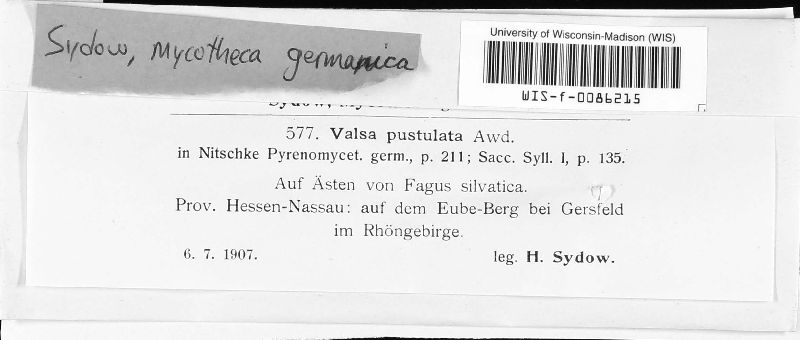 Sydow, Mycotheca germanica
University of Wisconsin-Madison (WIS)
WIS-f-0086215
577. Valsa pustulata Awd.
in Nitschke Pyrenomycet. germ., p. 211; Sacc. Syll. I, p. 135.
Auf Ästen von Fagus silvatica.
Prov. Hessen-Nassau: auf dem Eube-Berg bei Gersfeld
im Rhöngebirge.
6. 7. 1907.
leg. H. Sydow.